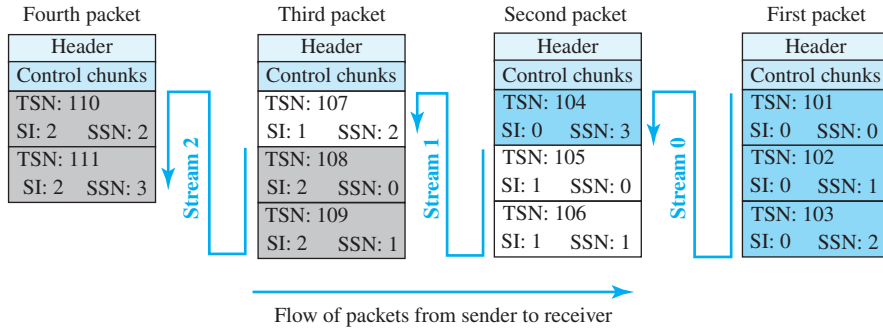 Fourth packet
Header
Control chunks
TSN: 110
SI: 2 SSN: 2
TSN: 111
SI: 2 SSN: 3
Stream 2
Third packet
Header
Control chunks
TSN: 107
SI: 1 SSN: 2
TSN: 108
SI: 2 SSN: 0
TSN: 109
SI: 2 SSN: 1
Stream 1
Second packet
Header
Control chunks
TSN: 104
SI: 0 SSN: 3
TSN: 105
SI: 1 SSN: 0
TSN: 106
SI: 1 SSN: 1
Stream 0
First packet
Header
Control chunks
TSN: 101
SI: 0 SSN: 0
TSN: 102
SI: 0 SSN: 1
TSN: 103
SI: 0 SSN: 2
Flow of packets from sender to receiver